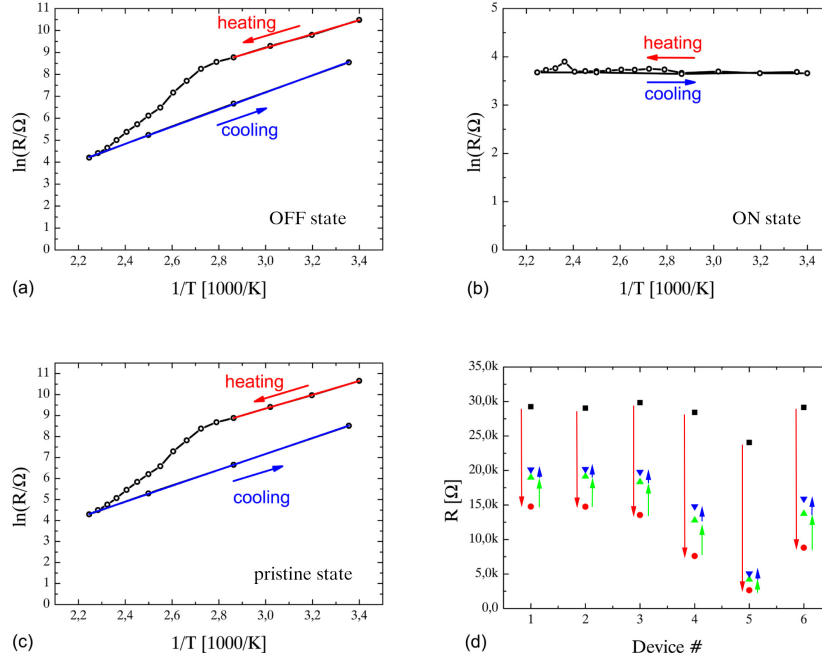 11
10
9
8
7
6
5
4
3
2
1
0
ln(R/Ω)
heating
cooling
OFF state
2,2 2,4 2,6 2,8 3,0 3,2 3,4
(a)
1/T [1000/K]
5
4
3
2
1
0
ln(R/Ω)
heating
cooling
ON state
2,2 2,4 2,6 2,8 3,0 3,2 3,4
(b)
1/T [1000/K]
11
10
9
8
7
6
5
4
3
2
1
0
ln(R/Ω)
heating
cooling
pristine state
2,2 2,4 2,6 2,8 3,0 3,2 3,4
(c)
1/T [1000/K]
35,0k
30,0k
25,0k
20,0k
15,0k
10,0k
5,0k
0,0
R [Ω]
1 2 3 4 5 6
(d)
Device #